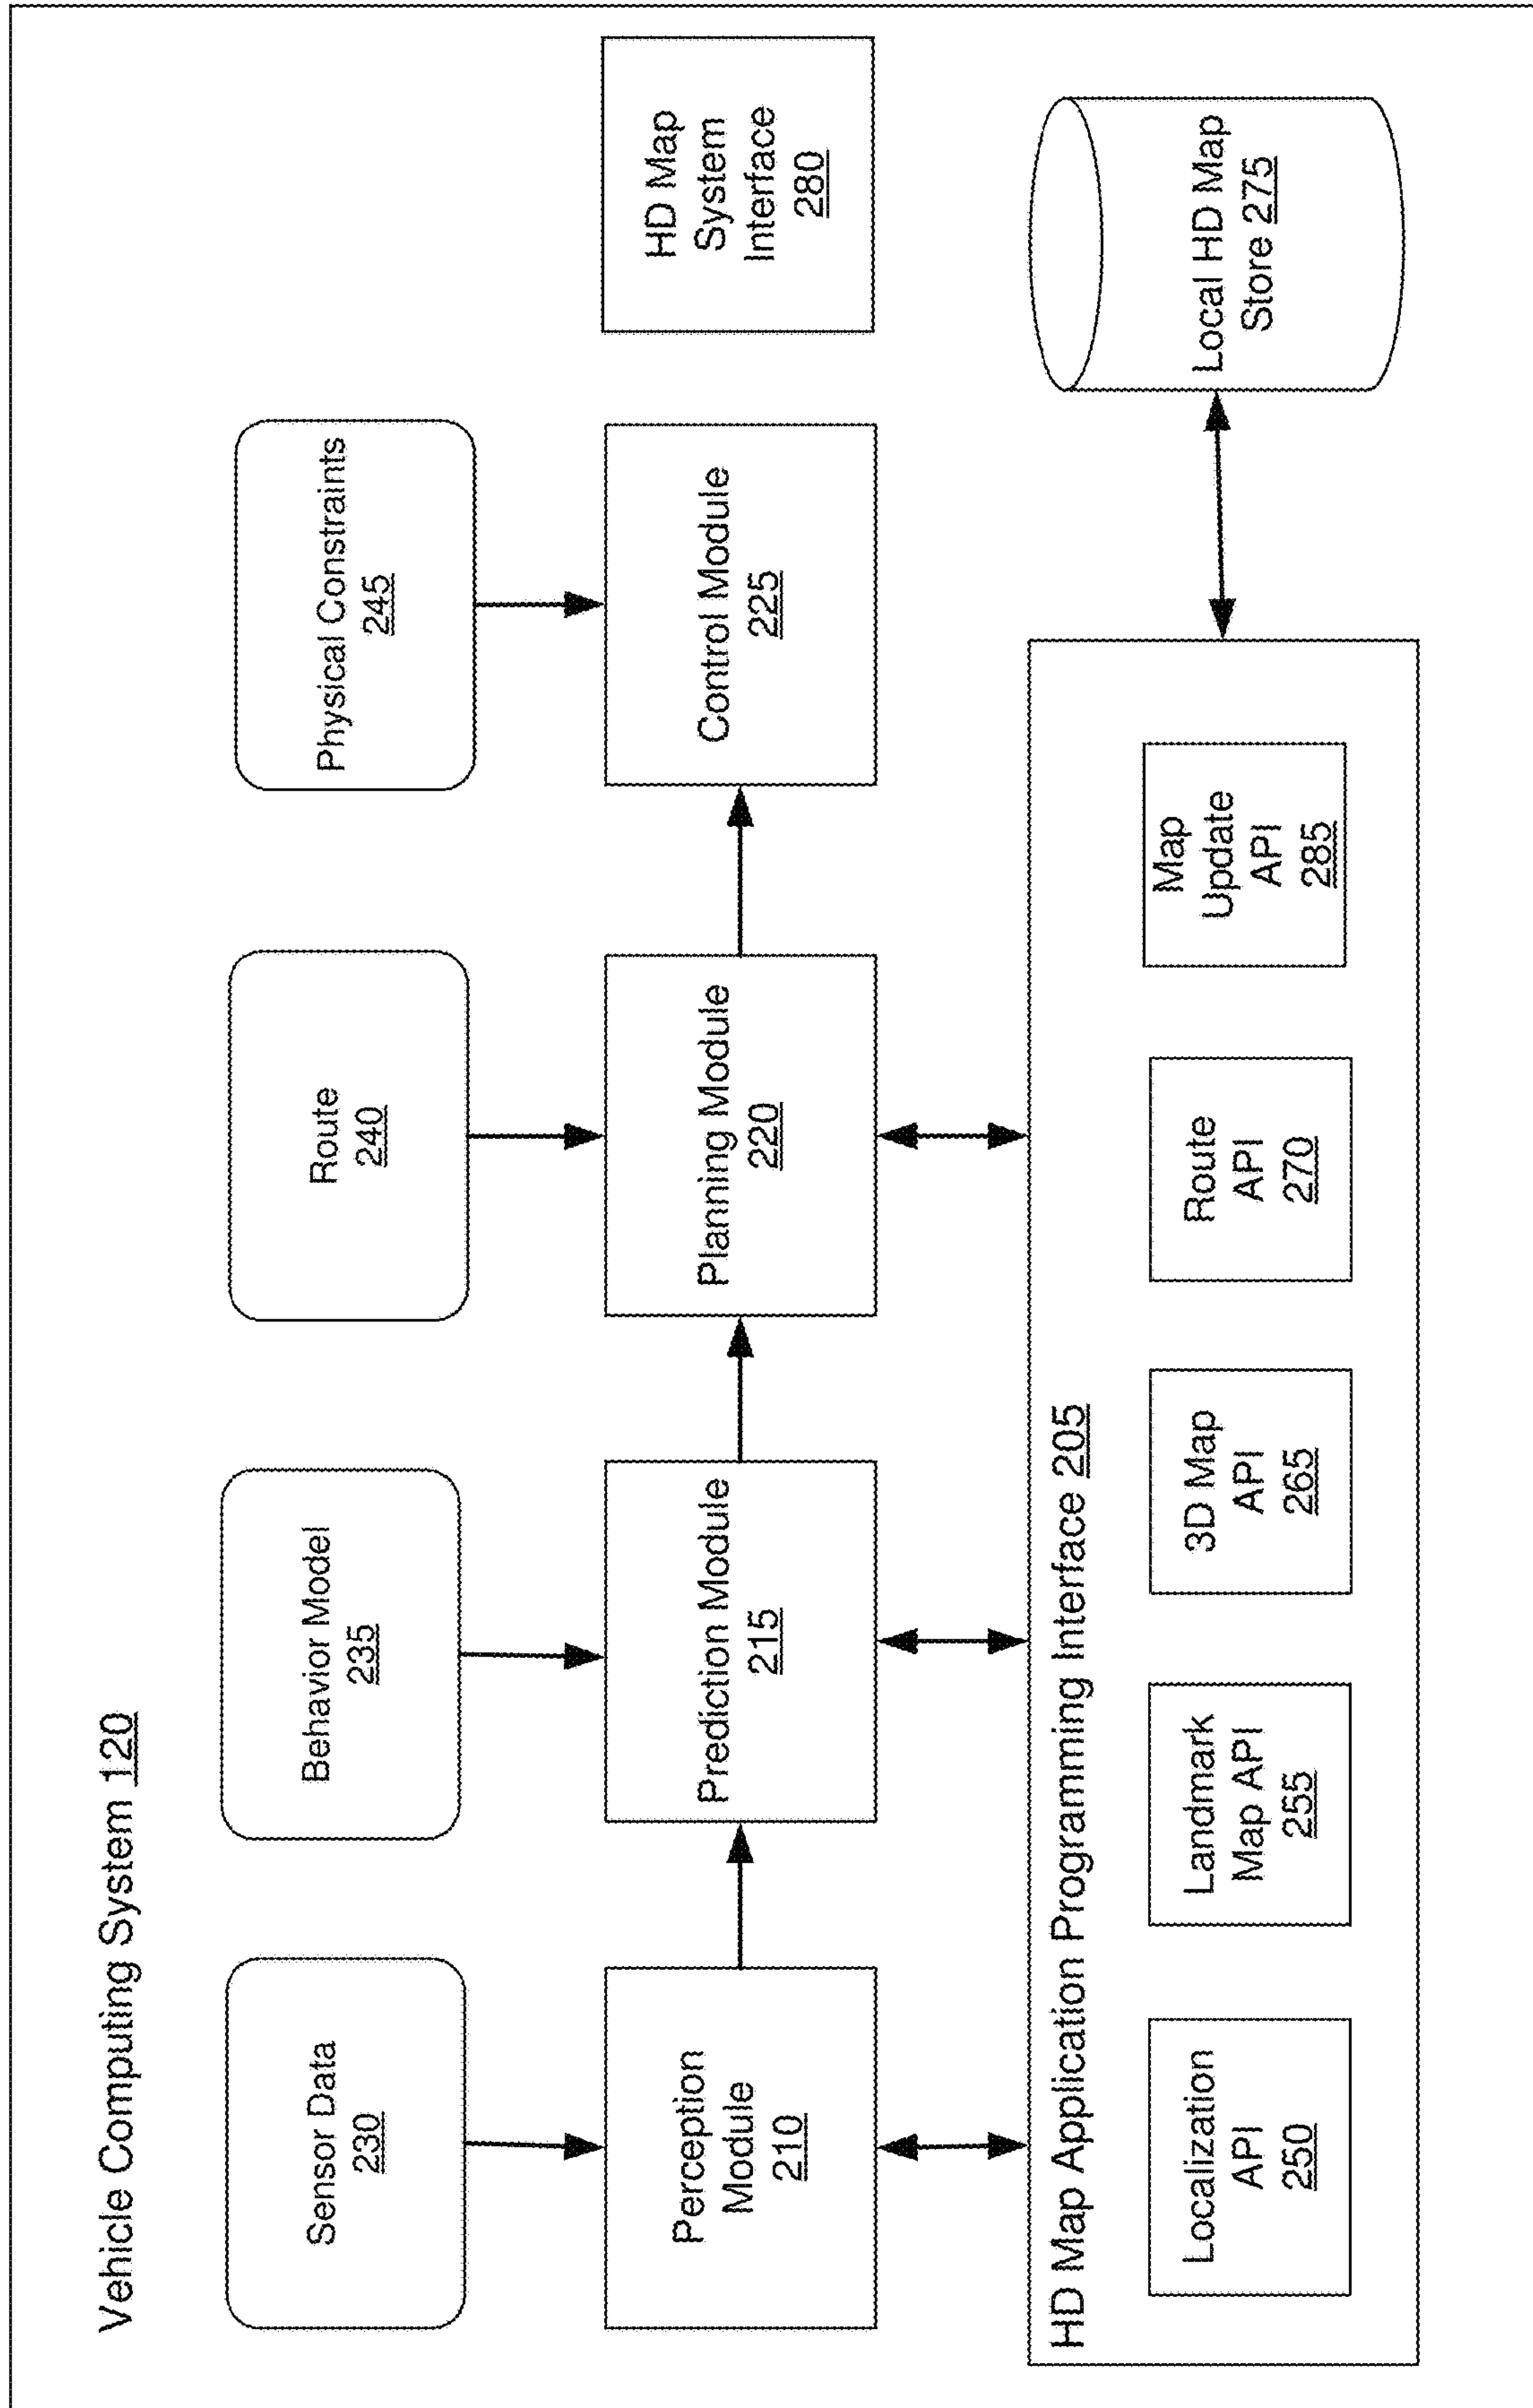 Vehicle Computing System 120
Sensor Data
230
Behavior Model
235
Route
240
Physical Constraints
245
Perception
Module
210
Prediction Module
215
Planning Module
220
Control Module
225
HD Map
System
Interface
280
HD Map Application Programming Interface 205
Localization
API
250
Landmark
Map API
255
3D Map
API
265
Route
API
270
Map
Update
API
285
Local HD Map
Store 275